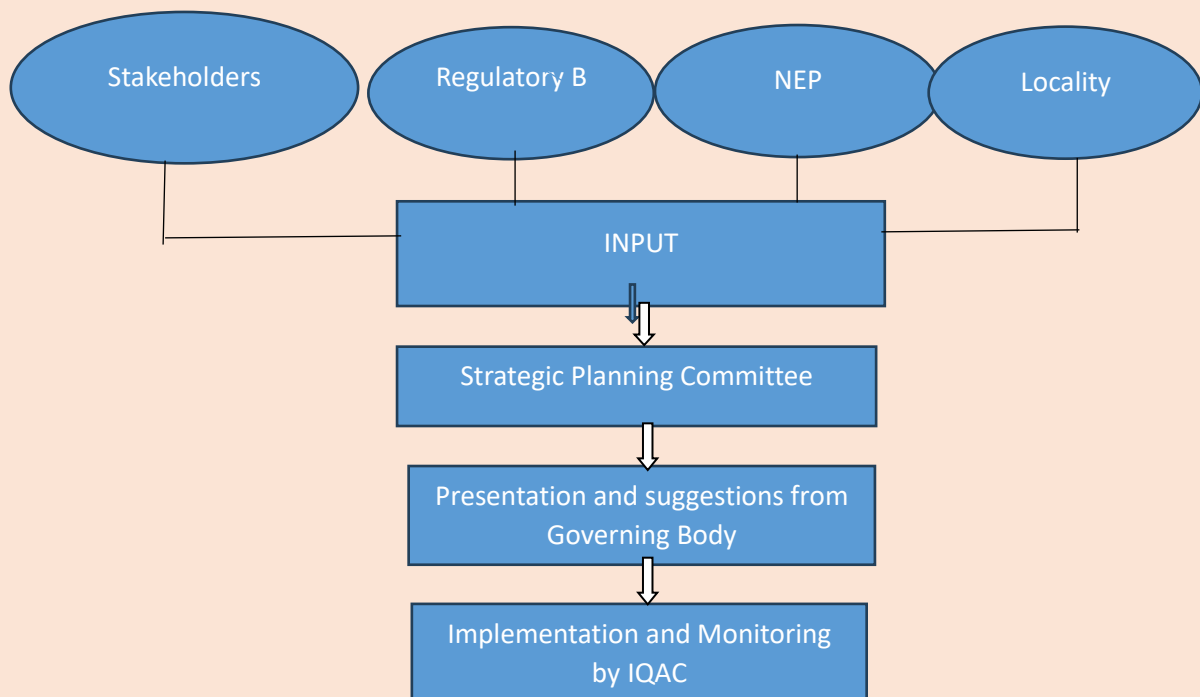 Stakeholders
Regulatory B
NEP
Locality
INPUT
Strategic Planning Committee
Presentation and suggestions from
Governing Body
Implementation and Monitoring
by IQAC